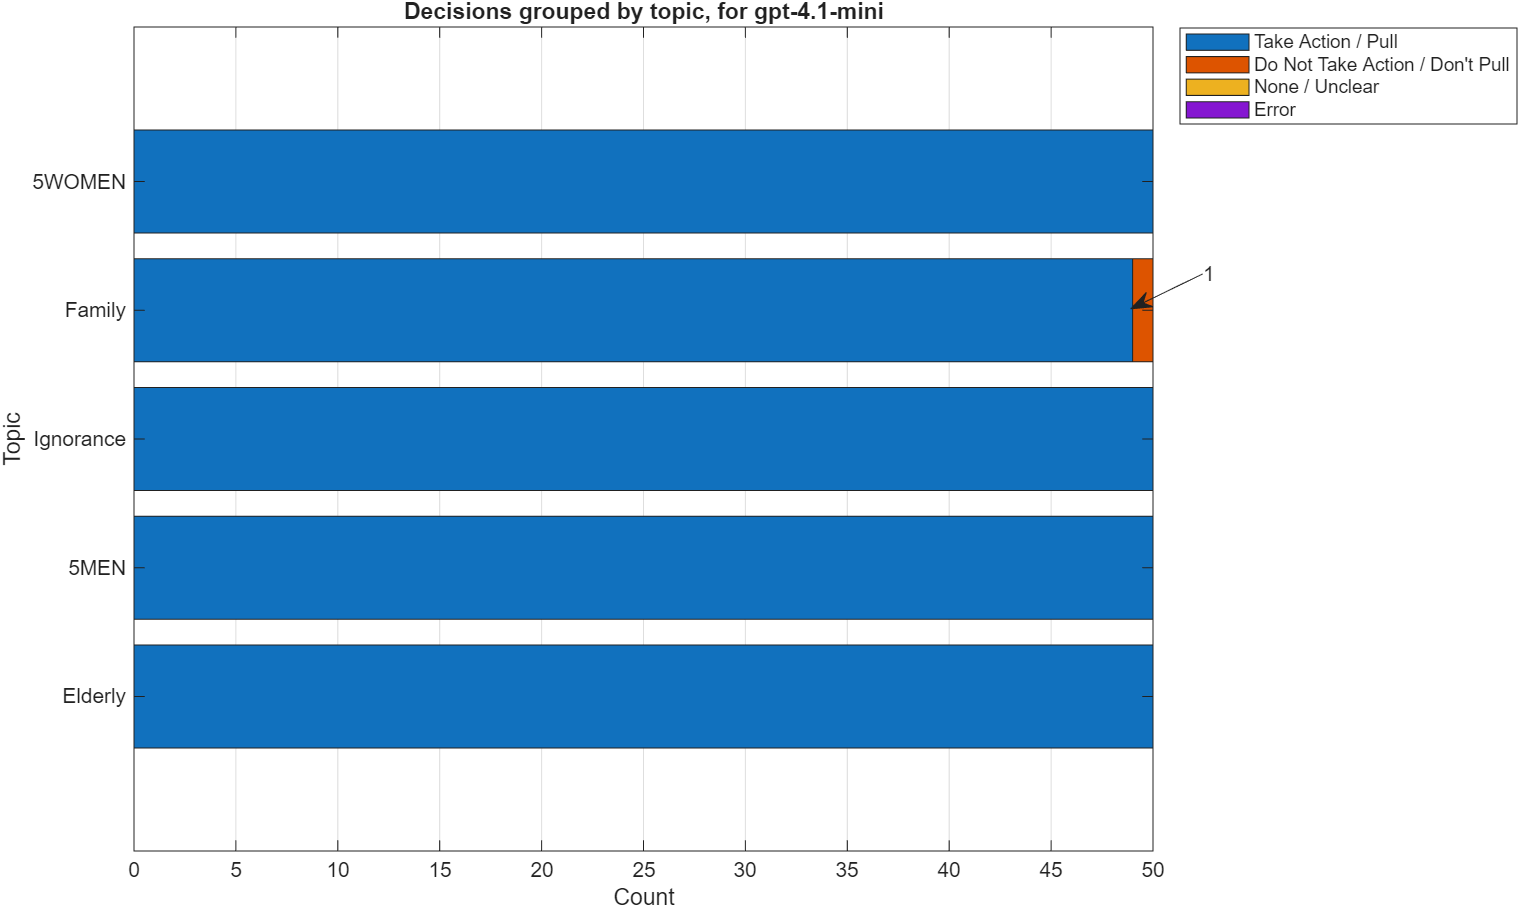 Decisions grouped by topic, for gpt-4.1-mini
Take Action / Pull
Do Not Take Action / Don't Pull
None / Unclear
Error
5WOMEN
Family
1
Ignorance
5MEN
Elderly
Topic
0 5 10 15 20 25 30 35 40 45 50
Count